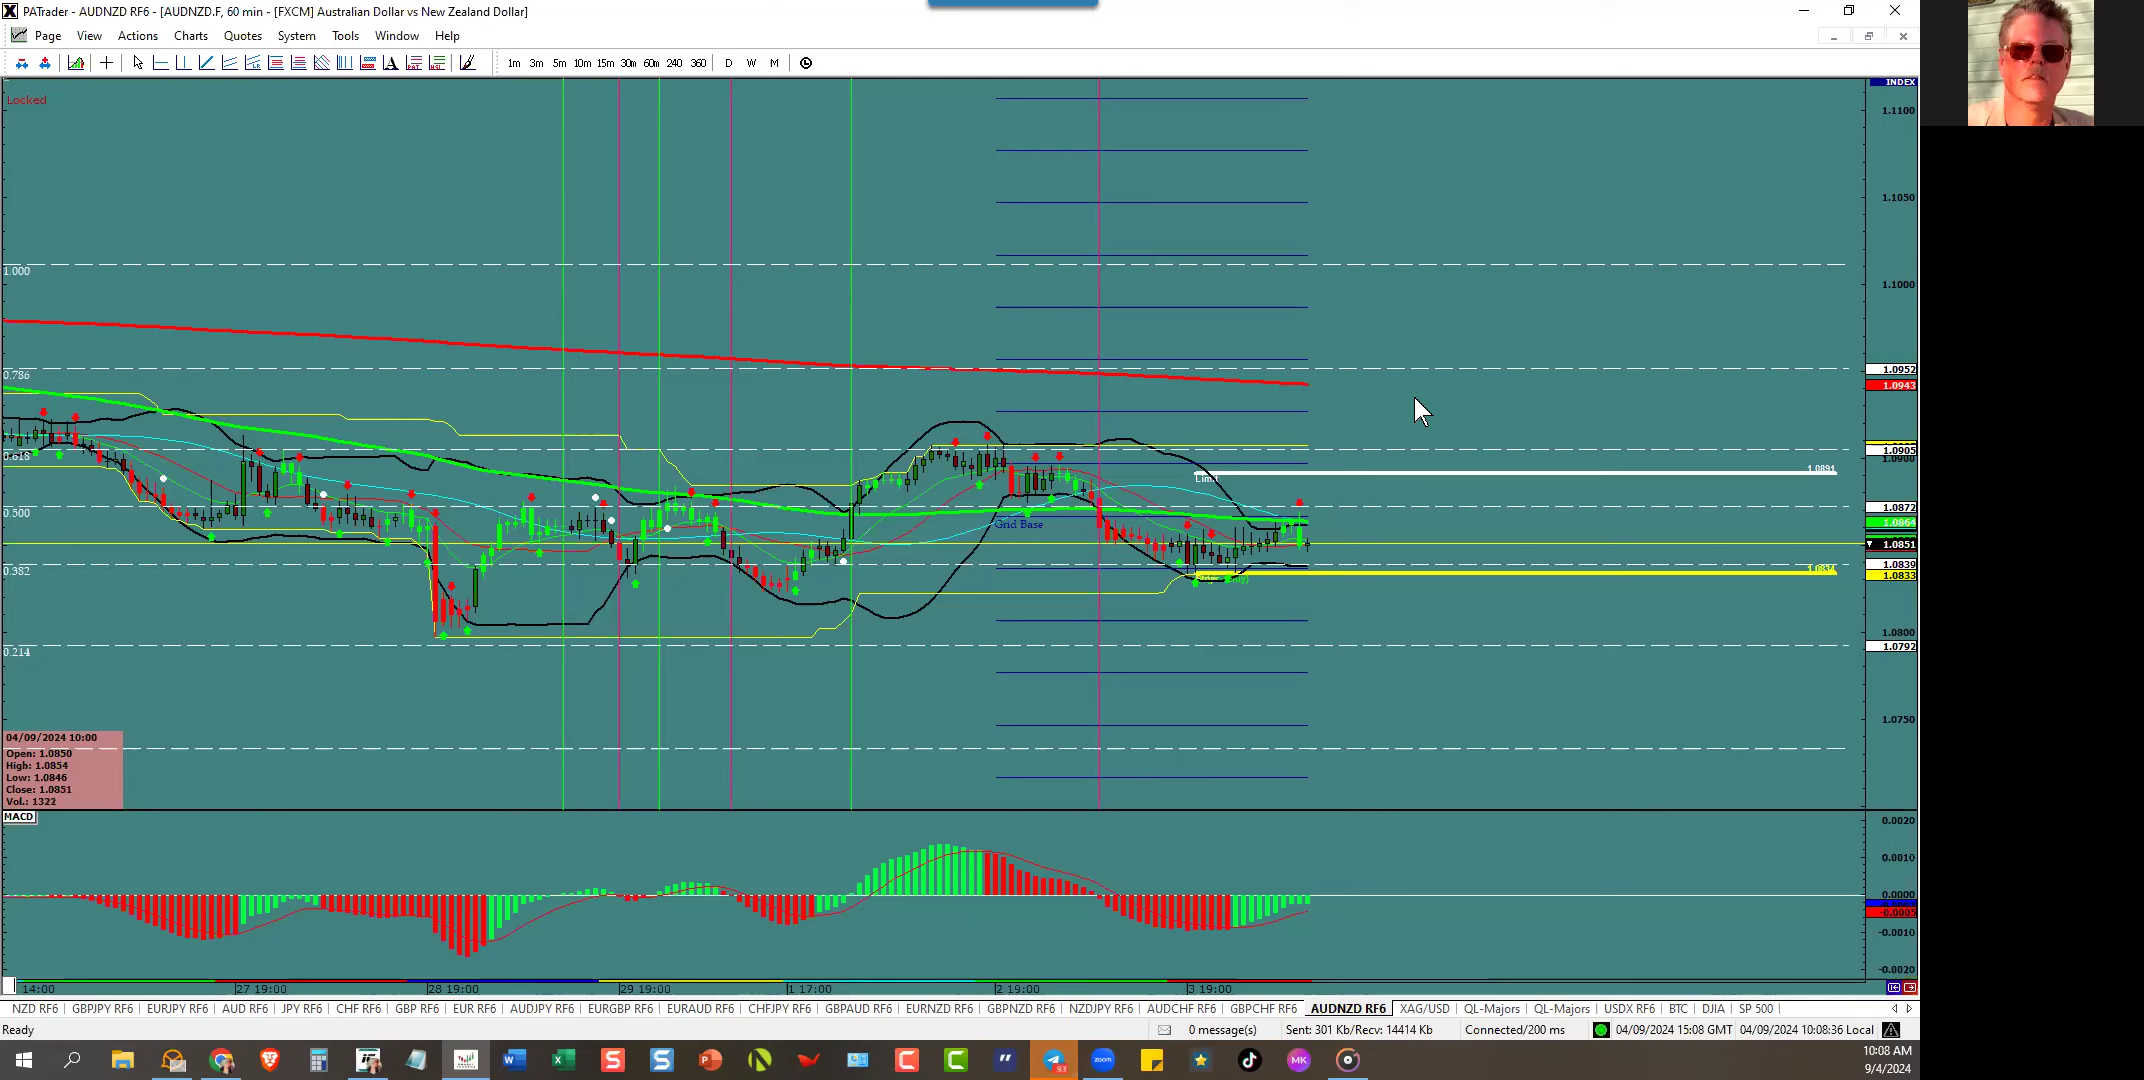 PATrader - AUDNZD RF6 - [AUDNZD.F, 60 min - [FXCM] Australian Dollar vs New Zealand Dollar]
Page View Actions Charts Quotes System Tools Window Help
1m 3m 5m 10m 15m 30m 60m 240 360 D W M
INDEX
Locked
1.1100
1.1050
1.000
1.1000
0.786
1.0952
1.0943
0.618
1.0905
1.0900
1.0891
Limit
0.500
1.0872
1.0864
Grid Base
1.0851
0.382
1.0839
1.0833
1.0800
0.214
1.0792
1.0750
04/09/2024 10:00
Open: 1.0850
High: 1.0854
Low: 1.0846
Close: 1.0851
Vol.: 1322
MACD
0.0020
0.0010
0.0000
-0.0005
-0.0010
-0.0020
14:00 27 19:00 28 19:00 29 19:00 1 17:00 2 19:00 3 19:00
NZD RF6 GBPJPY RF6 EURJPY RF6 AUD RF6 JPY RF6 CHF RF6 GBP RF6 EUR RF6 AUDJPY RF6 EURGBP RF6 EURAUD RF6 CHFJPY RF6 GBPAUD RF6 EURNZD RF6 GBPNZD RF6 NZDJPY RF6 AUDCHF RF6 GBPCHF RF6 AUDNZD RF6 XAG/USD QL-Majors QL-Majors USDX RF6 BTC DJIA SP 500
Ready 0 message(s) Sent: 301 Kb/Recv: 14414 Kb Connected/200 ms 04/09/2024 15:08 GMT 04/09/2024 10:08:36 Local
zoom
93
MK
10:08 AM
9/4/2024